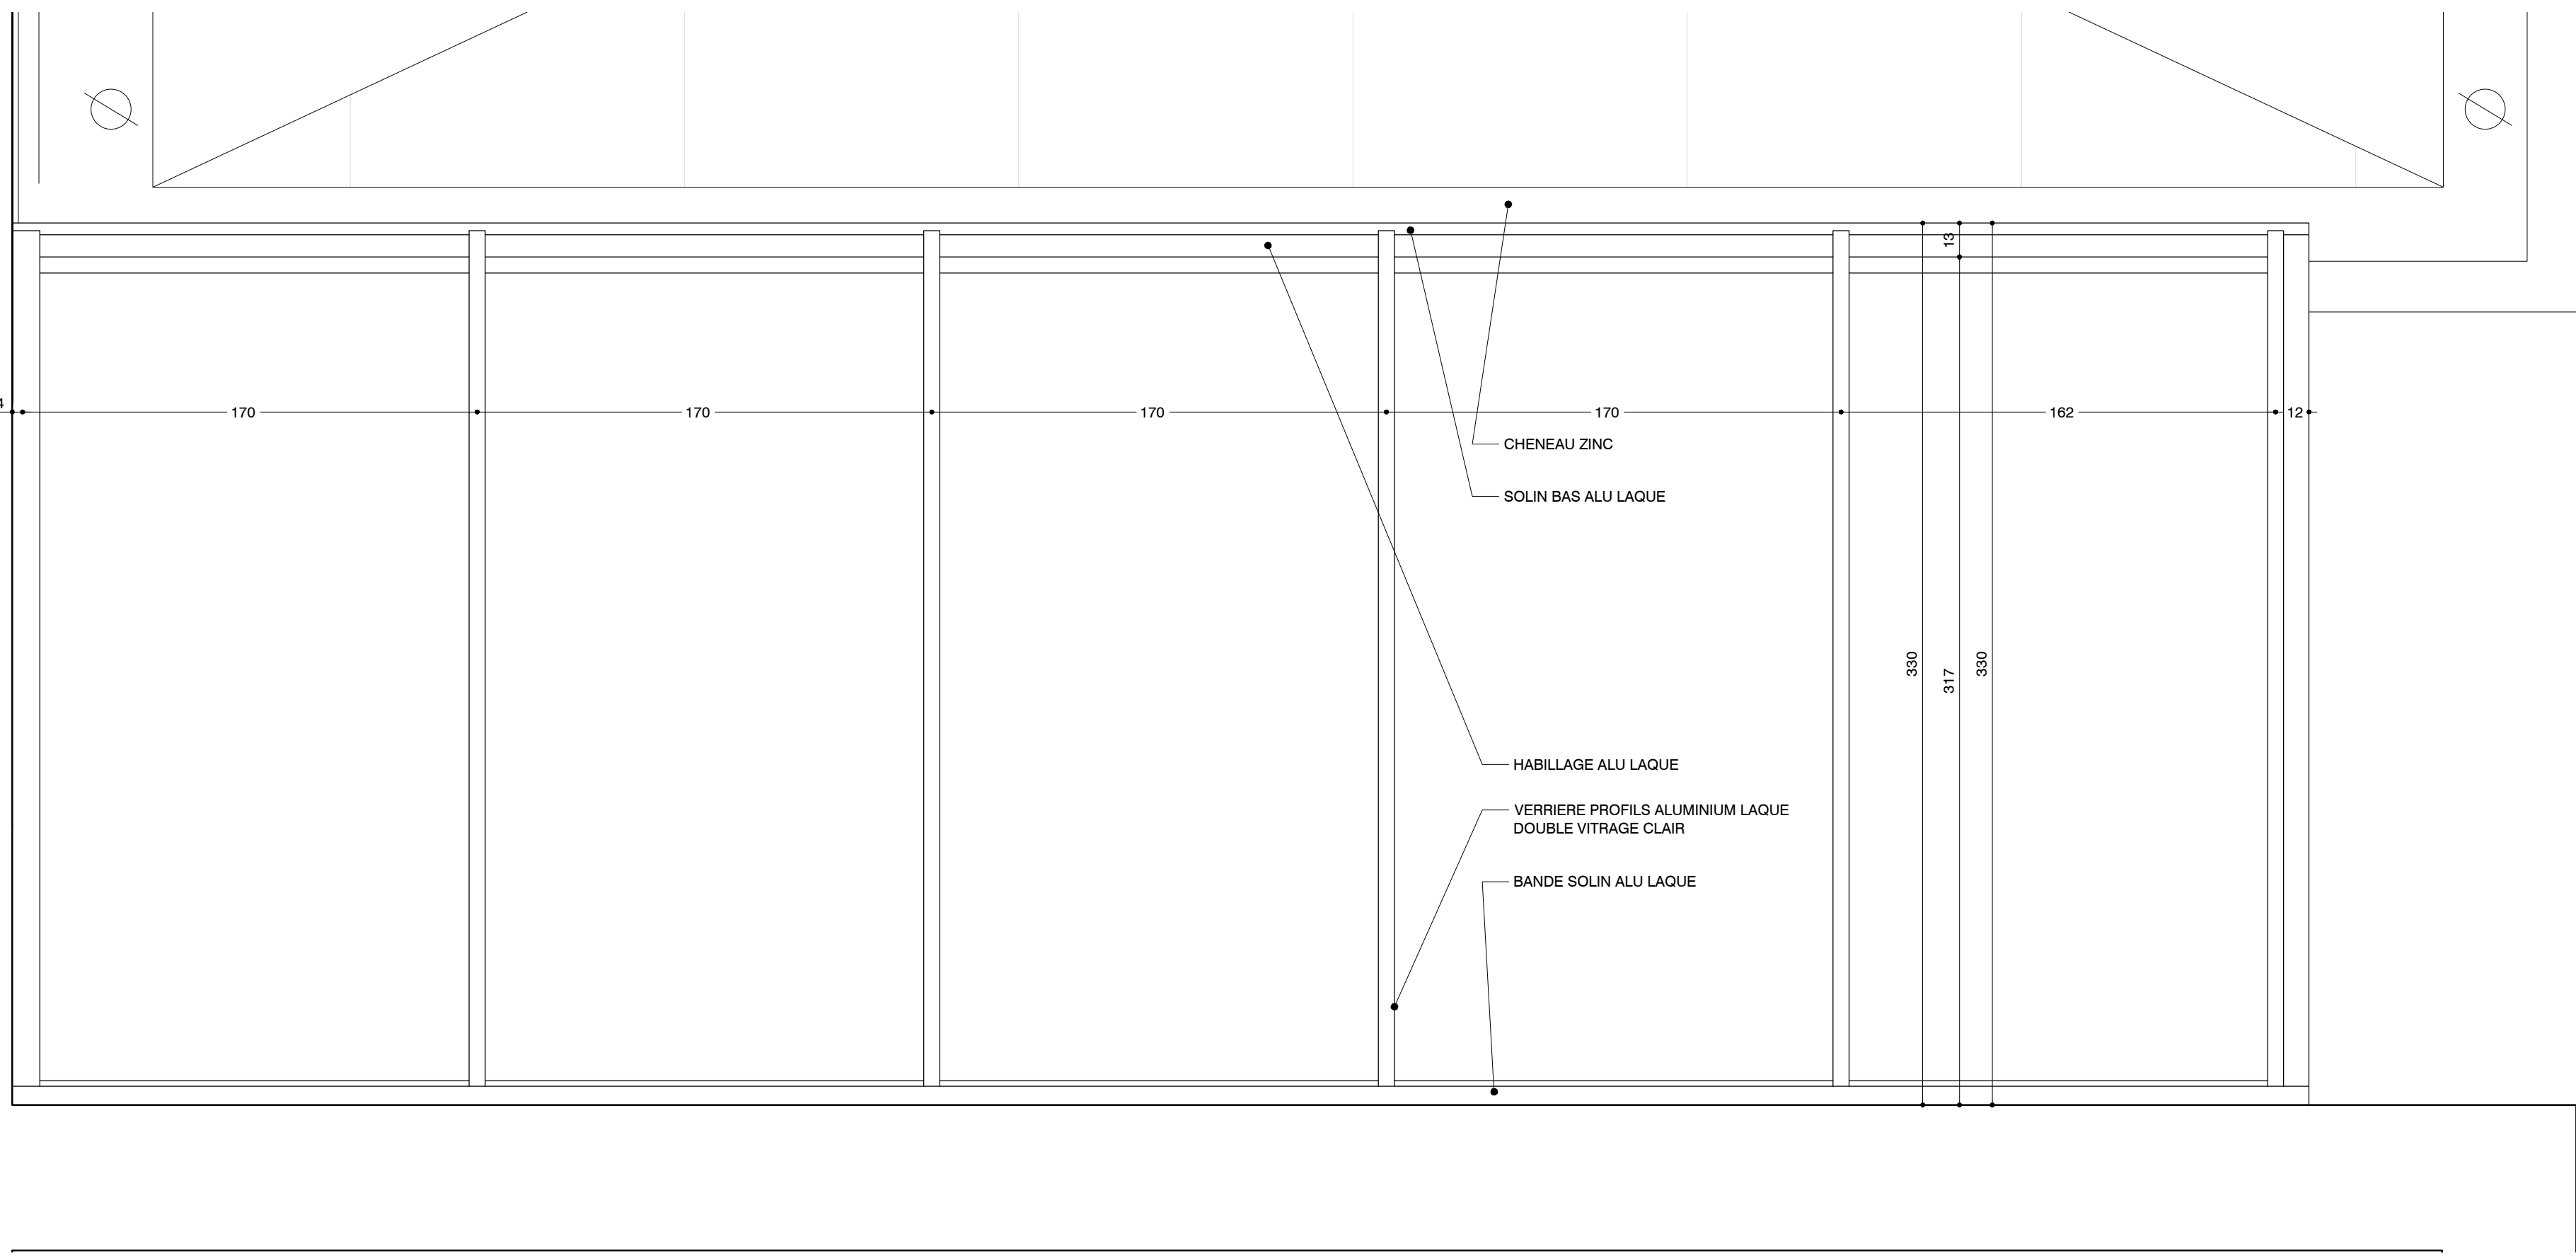 13
4
170
170
170
170
162
12
CHENEAU ZINC
SOLIN BAS ALU LAQUE
330
317
330
HABILLAGE ALU LAQUE
VERRIERE PROFILS ALUMINIUM LAQUE
DOUBLE VITRAGE CLAIR
BANDE SOLIN ALU LAQUE